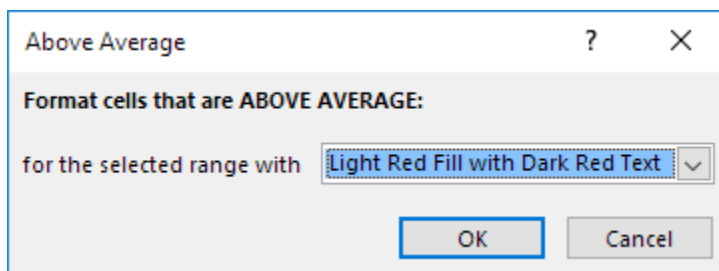 Above Average ?
Format cells that are ABOVE AVERAGE:
for the selected range with Light Red Fill with Dark Red Text
OK Cancel